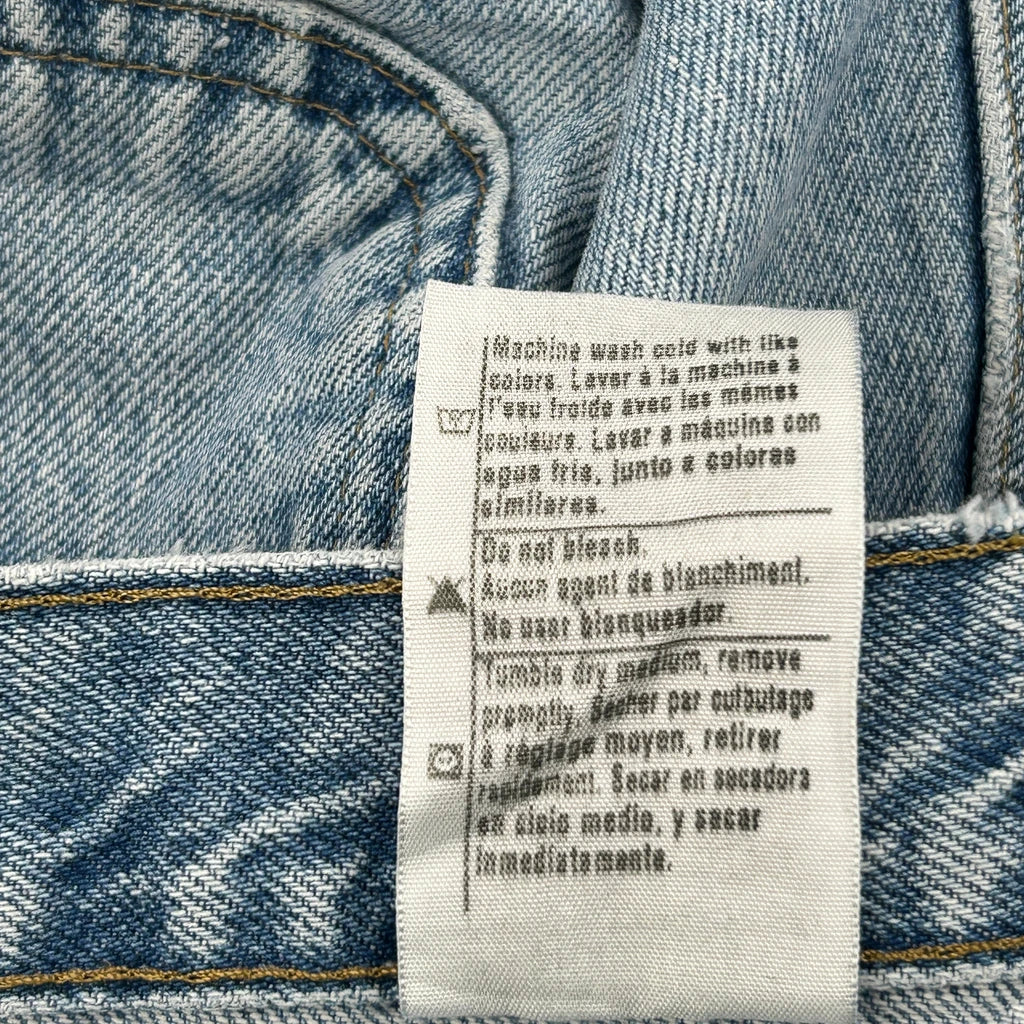 Machine wash cold with like
colors. Laver à la machine à
l'eau froide avec les mêmes
couleurs. Lavar a máquina con
agua fria, junto a colores
similares.
Do not bleach.
Aucun agent de blanchiment.
No usar blanqueador.
Tumble dry medium, remove
promptly. Sécher par culbutage
à réglage moyen, retirer
rapidement. Secar en secadora
en ciclo medio, y sacar
inmediatamente.